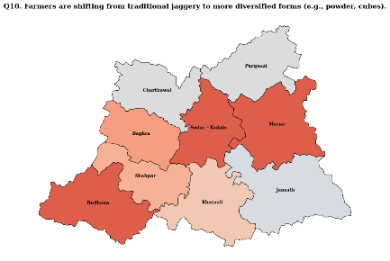 Q10. Farmers are shifting from traditional jaggery to more diversified forms (e.g., powder, cubes).
Purquazi
Charthawal
Sadar - Kukda
Morna
Baghra
Shahpur
Budhana
Khatauli
Jansath